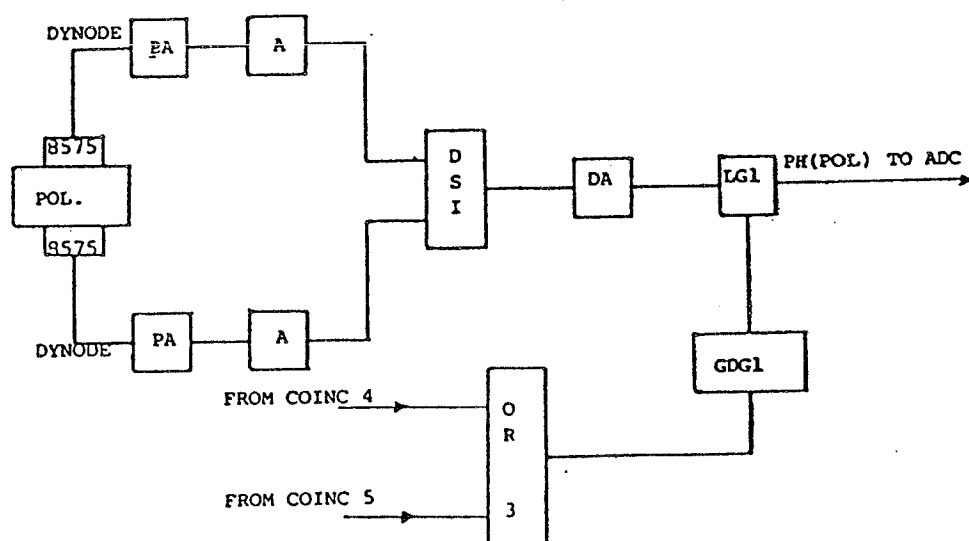 DYNODE
PA
A
8575
POL.
8575
DYNODE
PA
A
D
S
I
DA
LG1
PH(POL) TO ADC
GDG1
FROM COINC 4
FROM COINC 5
O
R
3